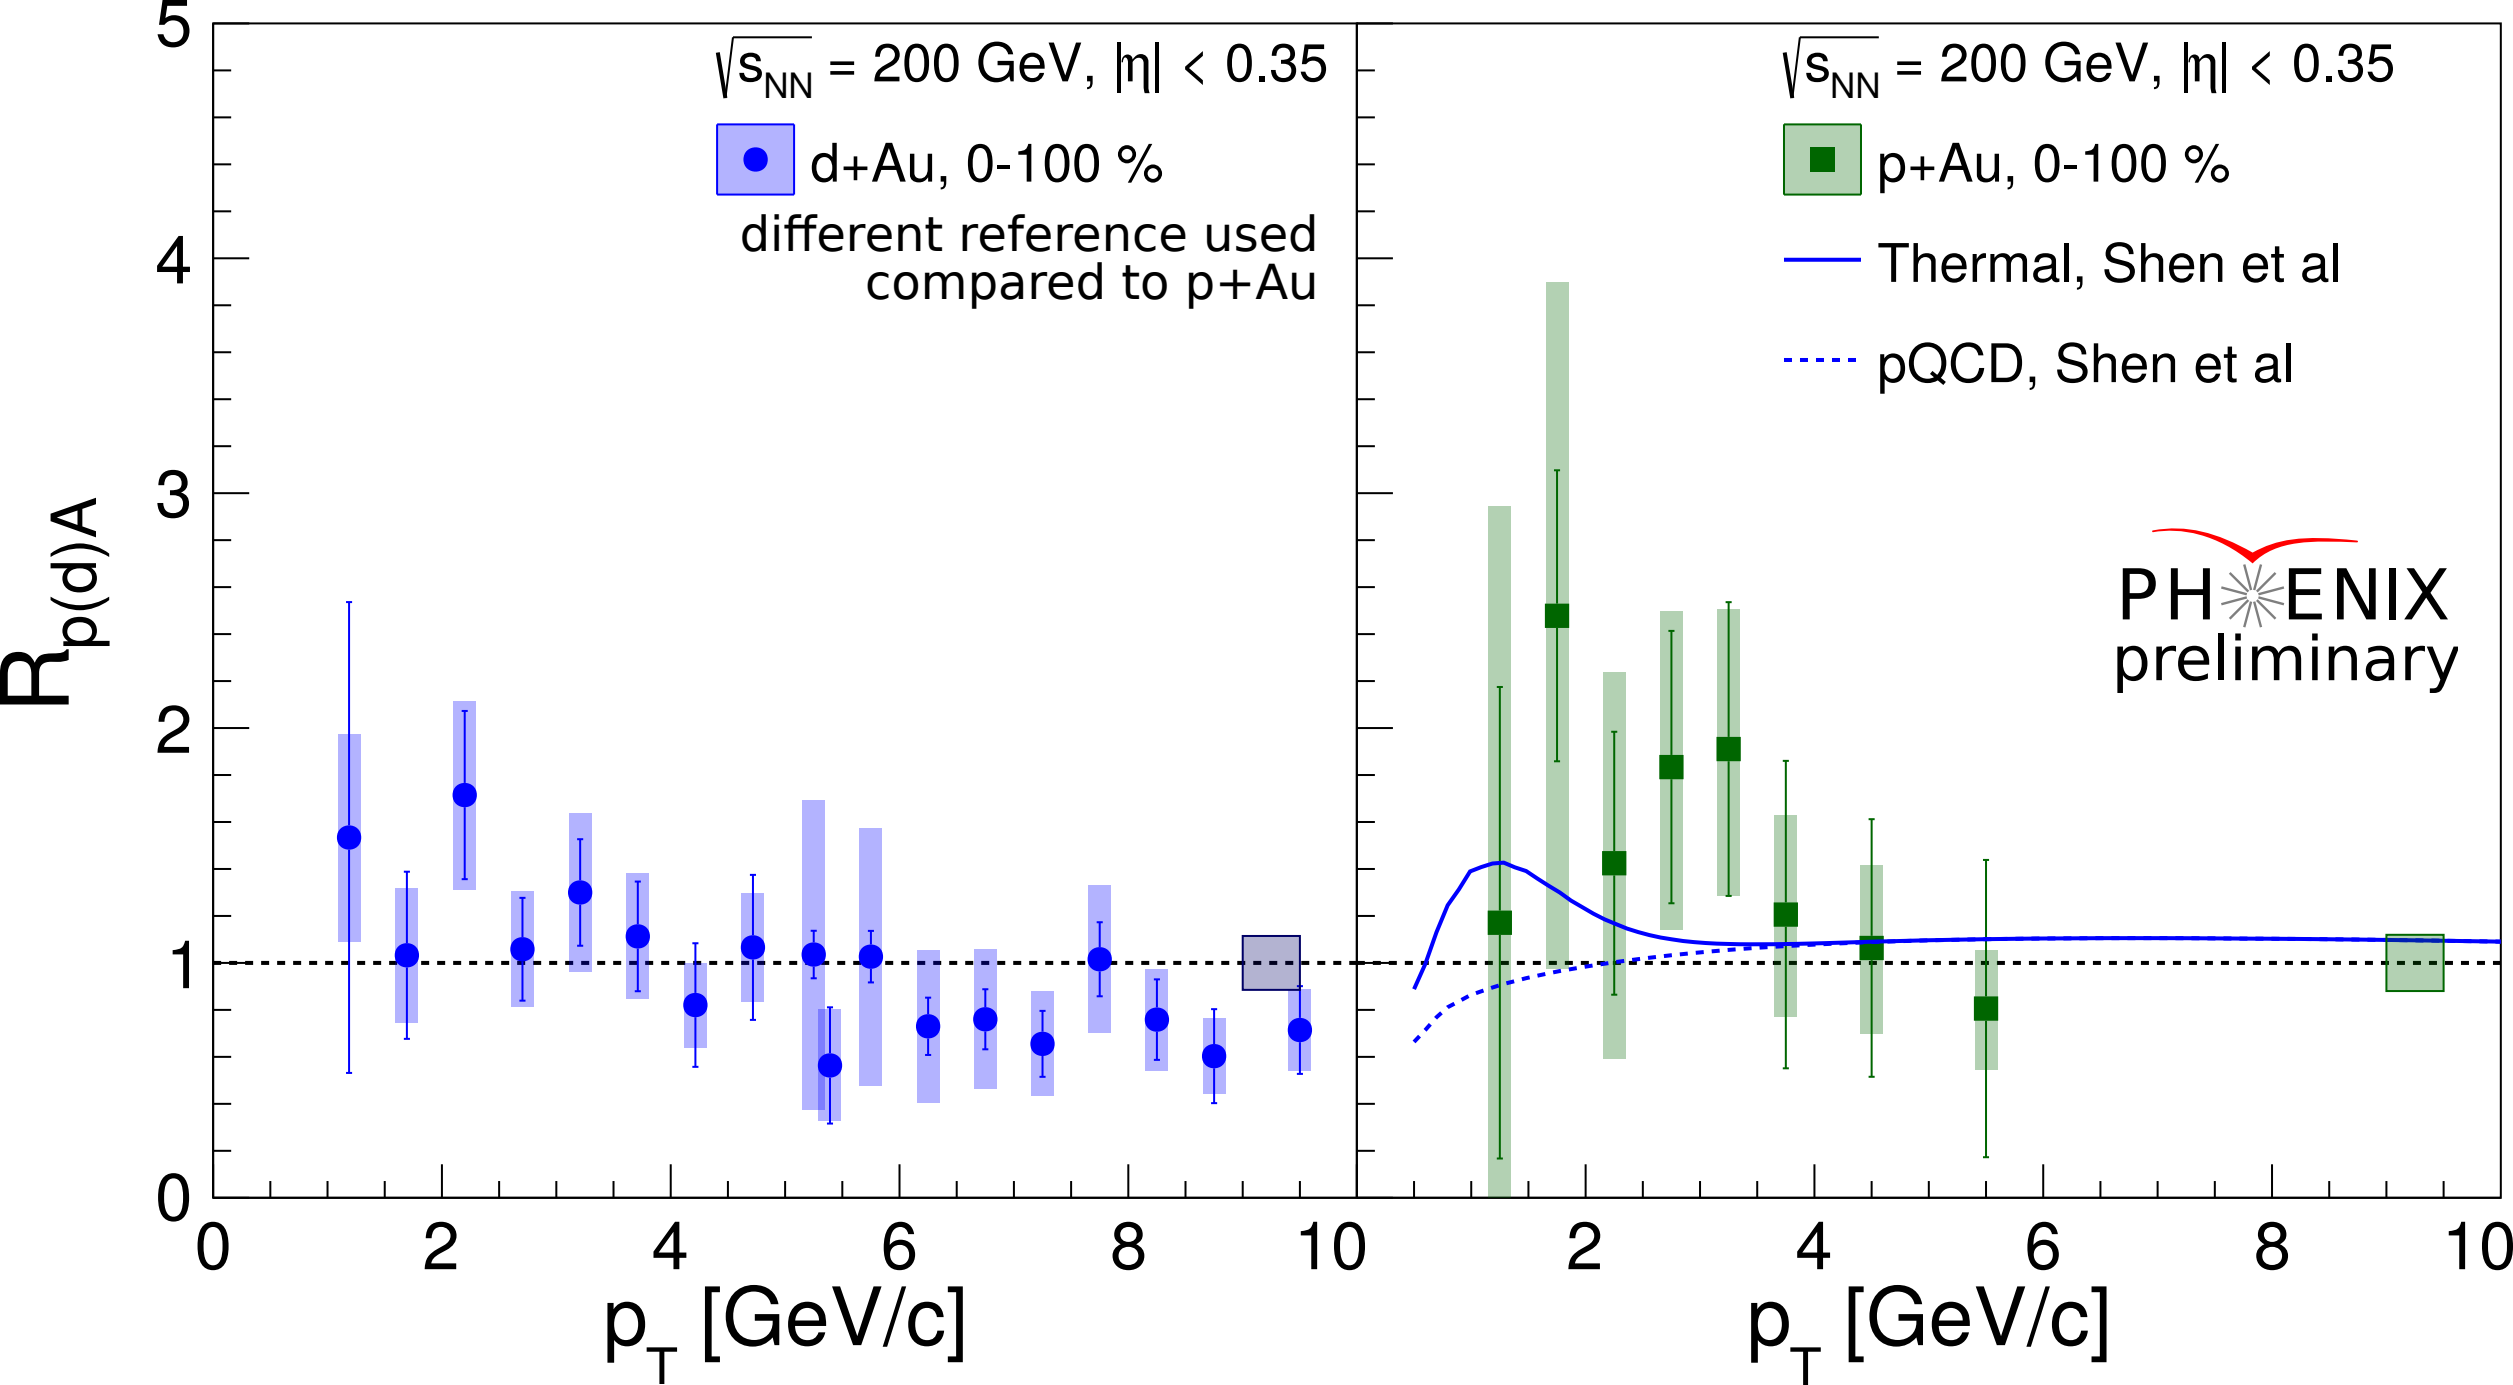 5
4
3
2
1
0
R_p(d)A
√s_NN = 200 GeV, |η| < 0.35
d+Au, 0-100 %
different reference used
compared to p+Au
0 2 4 6 8 10
p_T [GeV/c]
√s_NN = 200 GeV, |η| < 0.35
p+Au, 0-100 %
Thermal, Shen et al
pQCD, Shen et al
PHENIX
preliminary
2 4 6 8 10
p_T [GeV/c]